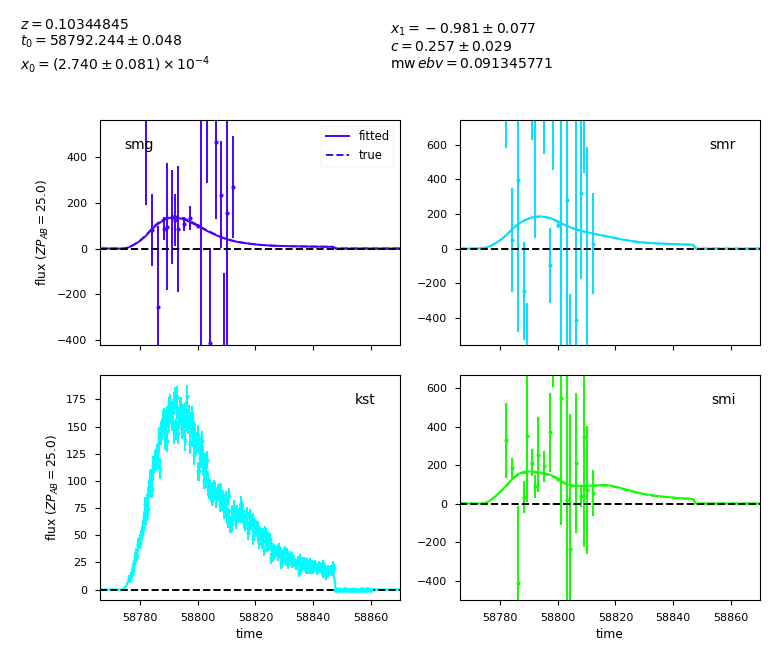 z = 0.10344845
t₀ = 58792.244 ± 0.048
x₀ = (2.740 ± 0.081) × 10⁻⁴
x₁ = −0.981 ± 0.077
c = 0.257 ± 0.029
mw ebv = 0.091345771
smg
fitted
true
400
200
0
−200
−400
flux (ZP_AB = 25.0)
smr
600
400
200
0
−200
−400
kst
175
150
125
100
75
50
25
0
flux (ZP_AB = 25.0)
58780 58800 58820 58840 58860
time
smi
600
400
200
0
−200
−400
58780 58800 58820 58840 58860
time